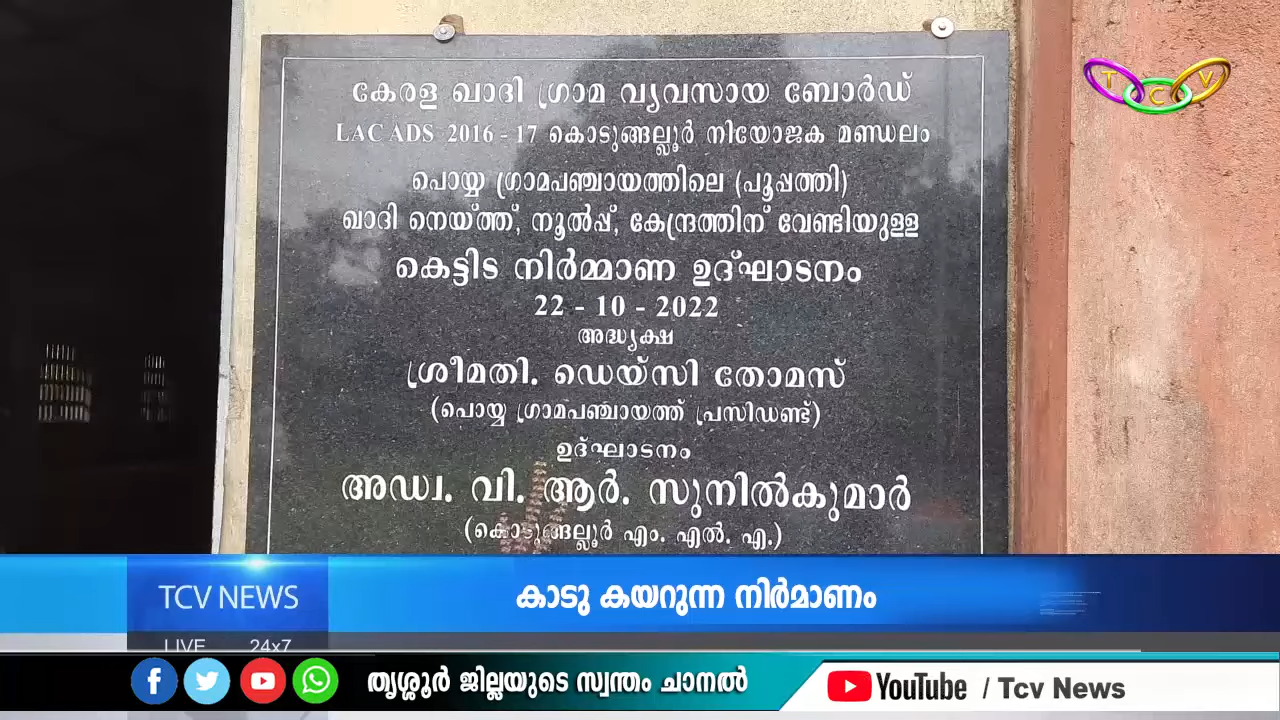 കേരള ഖാദി ഗ്രാമ വ്യവസായ ബോർഡ്
LAC ADS 2016 - 17 കൊടുങ്ങല്ലൂർ നിയോജക മണ്ഡലം
പൊയ്യ ഗ്രാമപഞ്ചായത്തിലെ (പൂപ്പത്തി)
ഖാദി നെയ്ത്ത്, നൂൽപ്പ്, കേന്ദ്രത്തിന് വേണ്ടിയുള്ള
കെട്ടിട നിർമ്മാണ ഉദ്ഘാടനം
22 - 10 - 2022
അദ്ധ്യക്ഷ
ശ്രീമതി. ഡെയ്സി തോമസ്
(പൊയ്യ ഗ്രാമപഞ്ചായത്ത് പ്രസിഡണ്ട്)
ഉദ്ഘാടനം
അഡ്വ. വി. ആർ. സുനിൽകുമാർ
(കൊടുങ്ങല്ലൂർ എം. എൽ. എ.)
T C V
TCV NEWS
കാടു കയറുന്ന നിർമാണം
LIVE 24x7
തൃശ്ശൂർ ജില്ലയുടെ സ്വന്തം ചാനൽ
YouTube / Tcv News